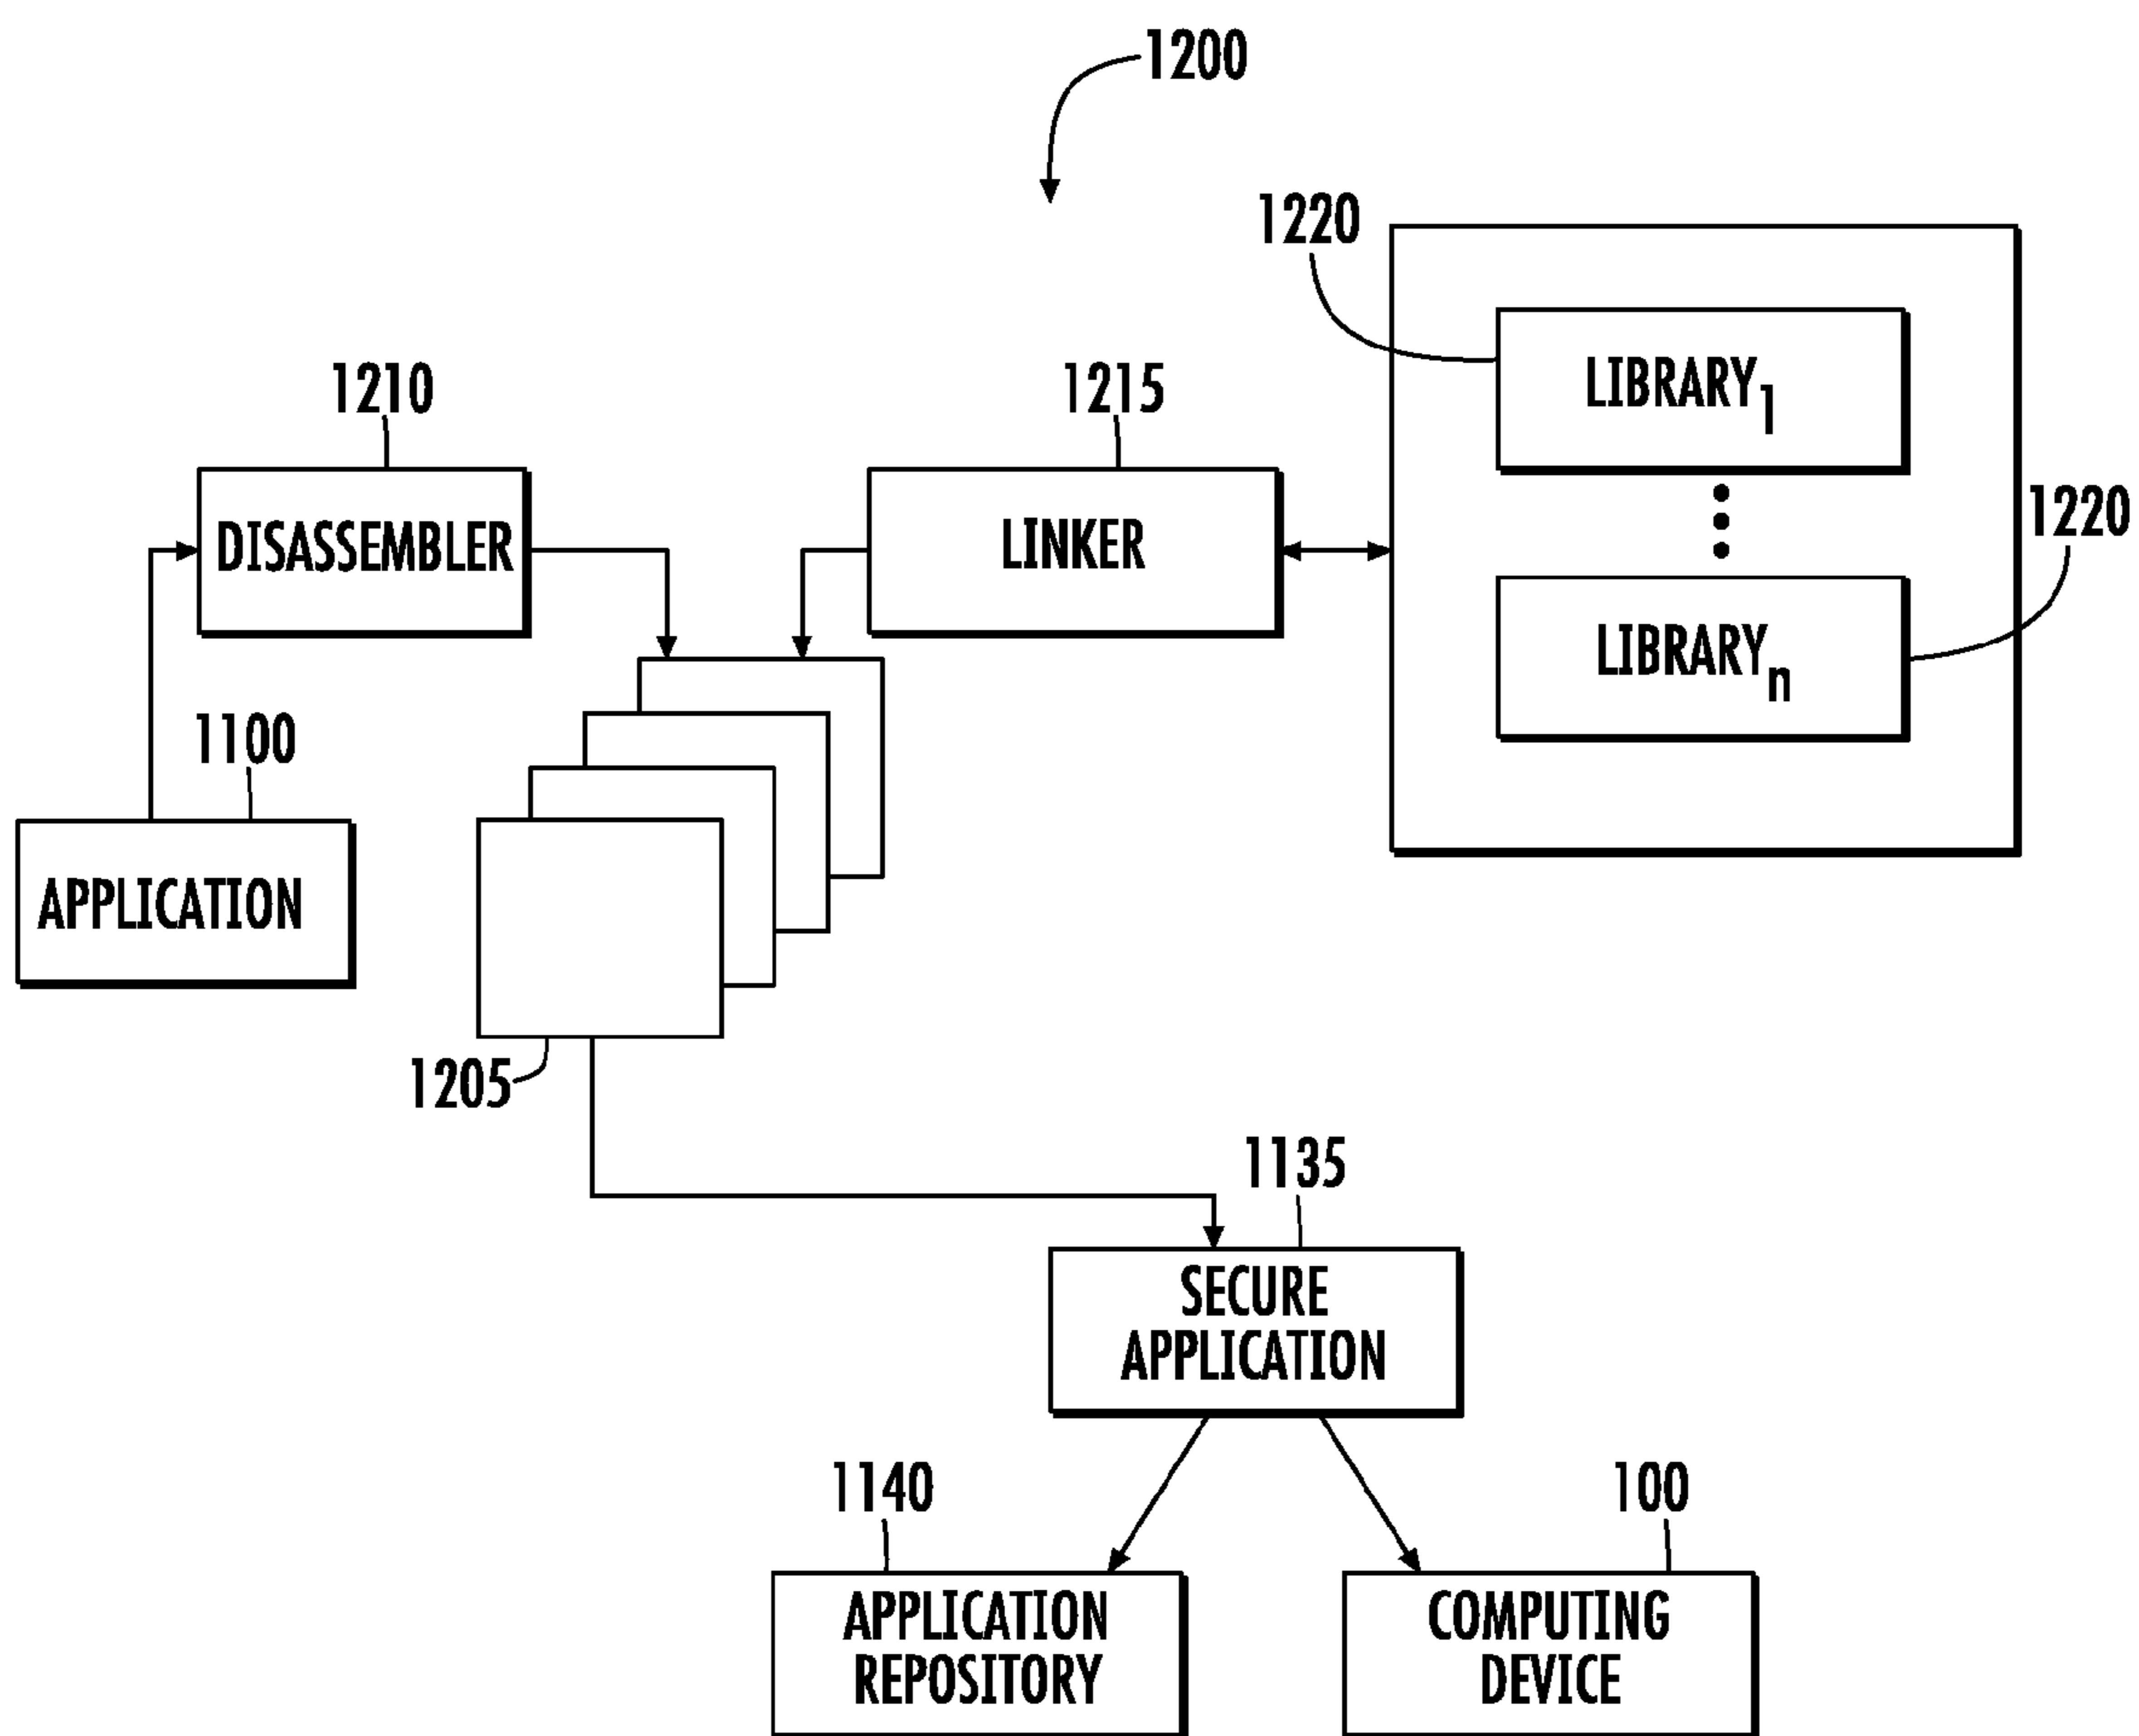 1200
1220
LIBRARY1
1210
1215
DISASSEMBLER
LINKER
1220
LIBRARYn
1100
APPLICATION
1205
1135
SECURE
APPLICATION
1140
100
APPLICATION
REPOSITORY
COMPUTING
DEVICE